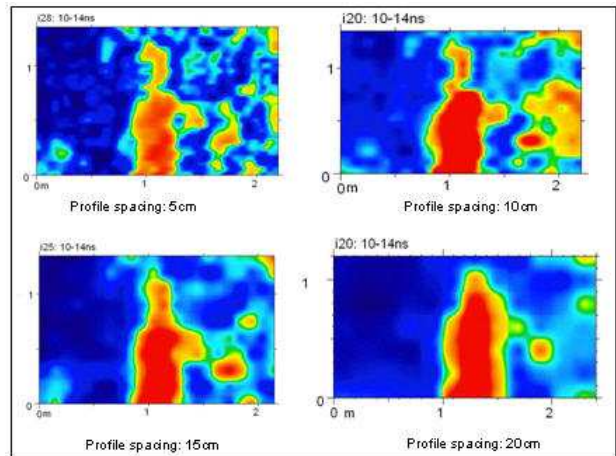 i28: 10-14ns
1
0
0m
1
2
Profile spacing: 5cm
i20: 10-14ns
1
0
0m
1
2
Profile spacing: 10cm
i25: 10-14ns
1
0
0m
1
2
Profile spacing: 15cm
i20: 10-14ns
1
0
0 m
1
2
Profile spacing: 20cm